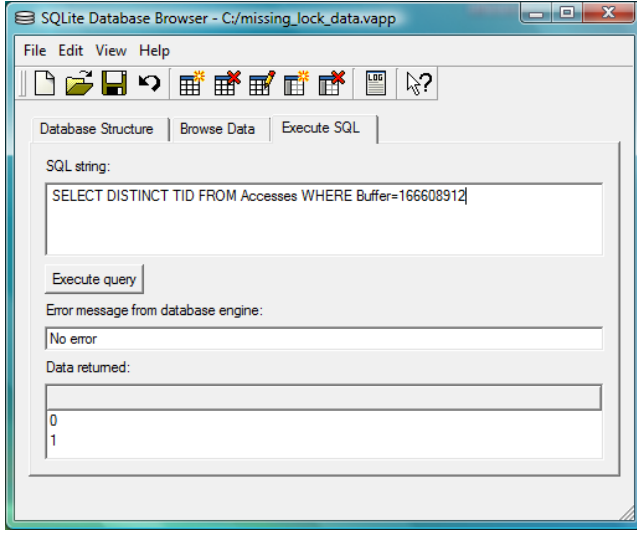 SQLite Database Browser - C:/missing_lock_data.vapp
File Edit View Help
LOG
?
Database Structure Browse Data Execute SQL
SQL string:
SELECT DISTINCT TID FROM Accesses WHERE Buffer=166608912
Execute query
Error message from database engine:
No error
Data returned:
0
1